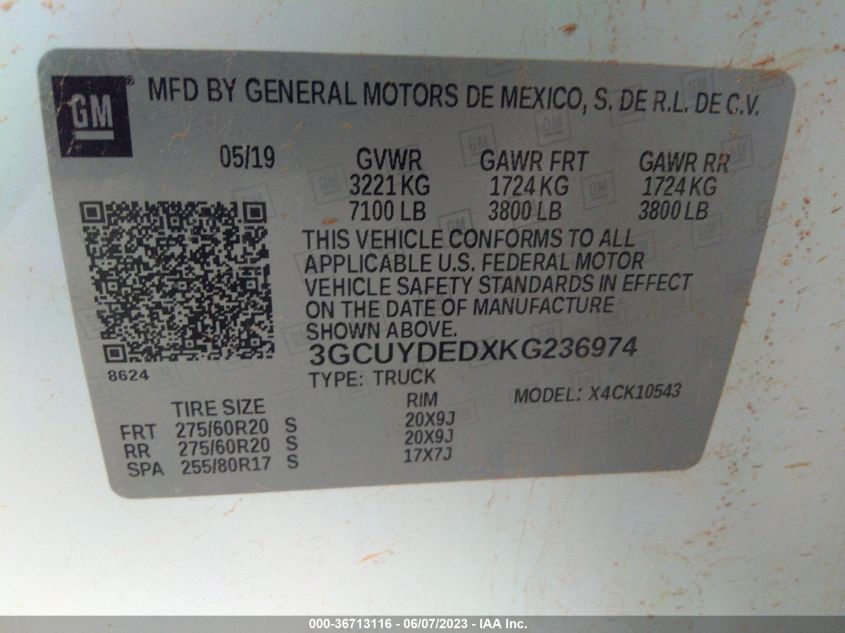 GM ® MFD BY GENERAL MOTORS DE MEXICO, S. DE R.L. DE C.V.
05/19 GVWR GAWR FRT GAWR RR
3221 KG 1724 KG 1724 KG
7100 LB 3800 LB 3800 LB
THIS VEHICLE CONFORMS TO ALL
APPLICABLE U.S. FEDERAL MOTOR
VEHICLE SAFETY STANDARDS IN EFFECT
ON THE DATE OF MANUFACTURE
SHOWN ABOVE.
3GCUYDEDXKG236974
8624
TYPE: TRUCK
MODEL: X4CK10543
TIRE SIZE RIM
FRT 275/60R20 S 20X9J
RR 275/60R20 S 20X9J
SPA 255/80R17 S 17X7J
000-36713116 - 06/07/2023 - IAA Inc.